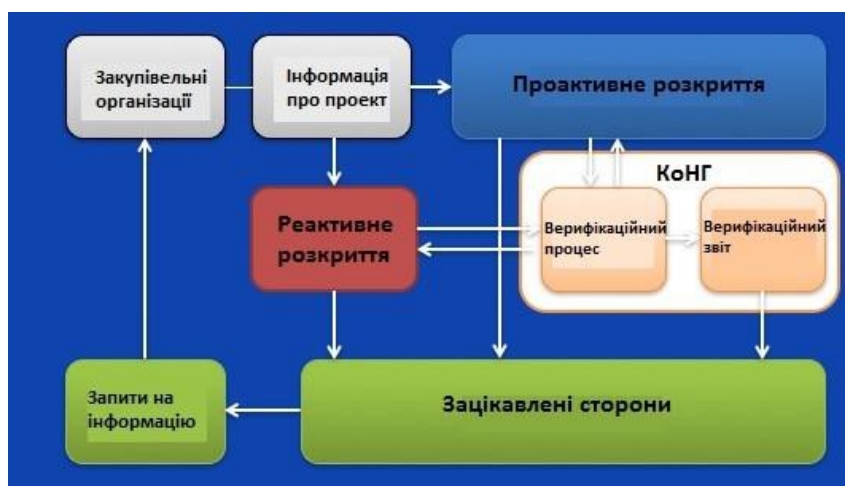 Закупівельні
організації
Інформація
про проект
Проактивне розкриття
КоНГ
Реактивне
розкриття
Верифікаційний
процес
Верифікаційний
звіт
Запити на
інформацію
Зацікавлені сторони